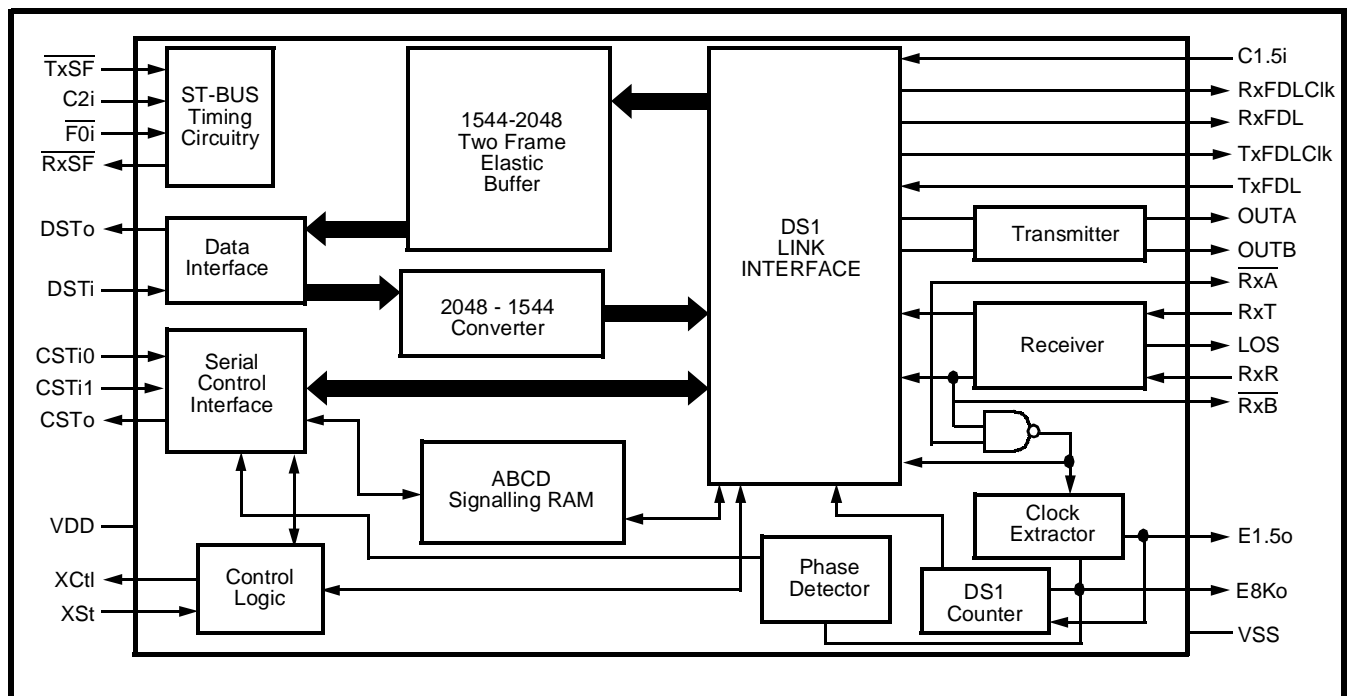 TxSF
C2i
F0i
RxSF
ST-BUS
Timing
Circuitry
1544-2048
Two Frame
Elastic
Buffer
DS1
LINK
INTERFACE
C1.5i
RxFDLClk
RxFDL
TxFDLClk
TxFDL
DSTo
DSTi
Data
Interface
2048 - 1544
Converter
Transmitter
OUTA
OUTB
RxA
RxT
LOS
RxR
RxB
Receiver
CSTi0
CSTi1
CSTo
Serial
Control
Interface
ABCD
Signalling RAM
VDD
XCtl
XSt
Control
Logic
Phase
Detector
Clock
Extractor
DS1
Counter
E1.5o
E8Ko
VSS